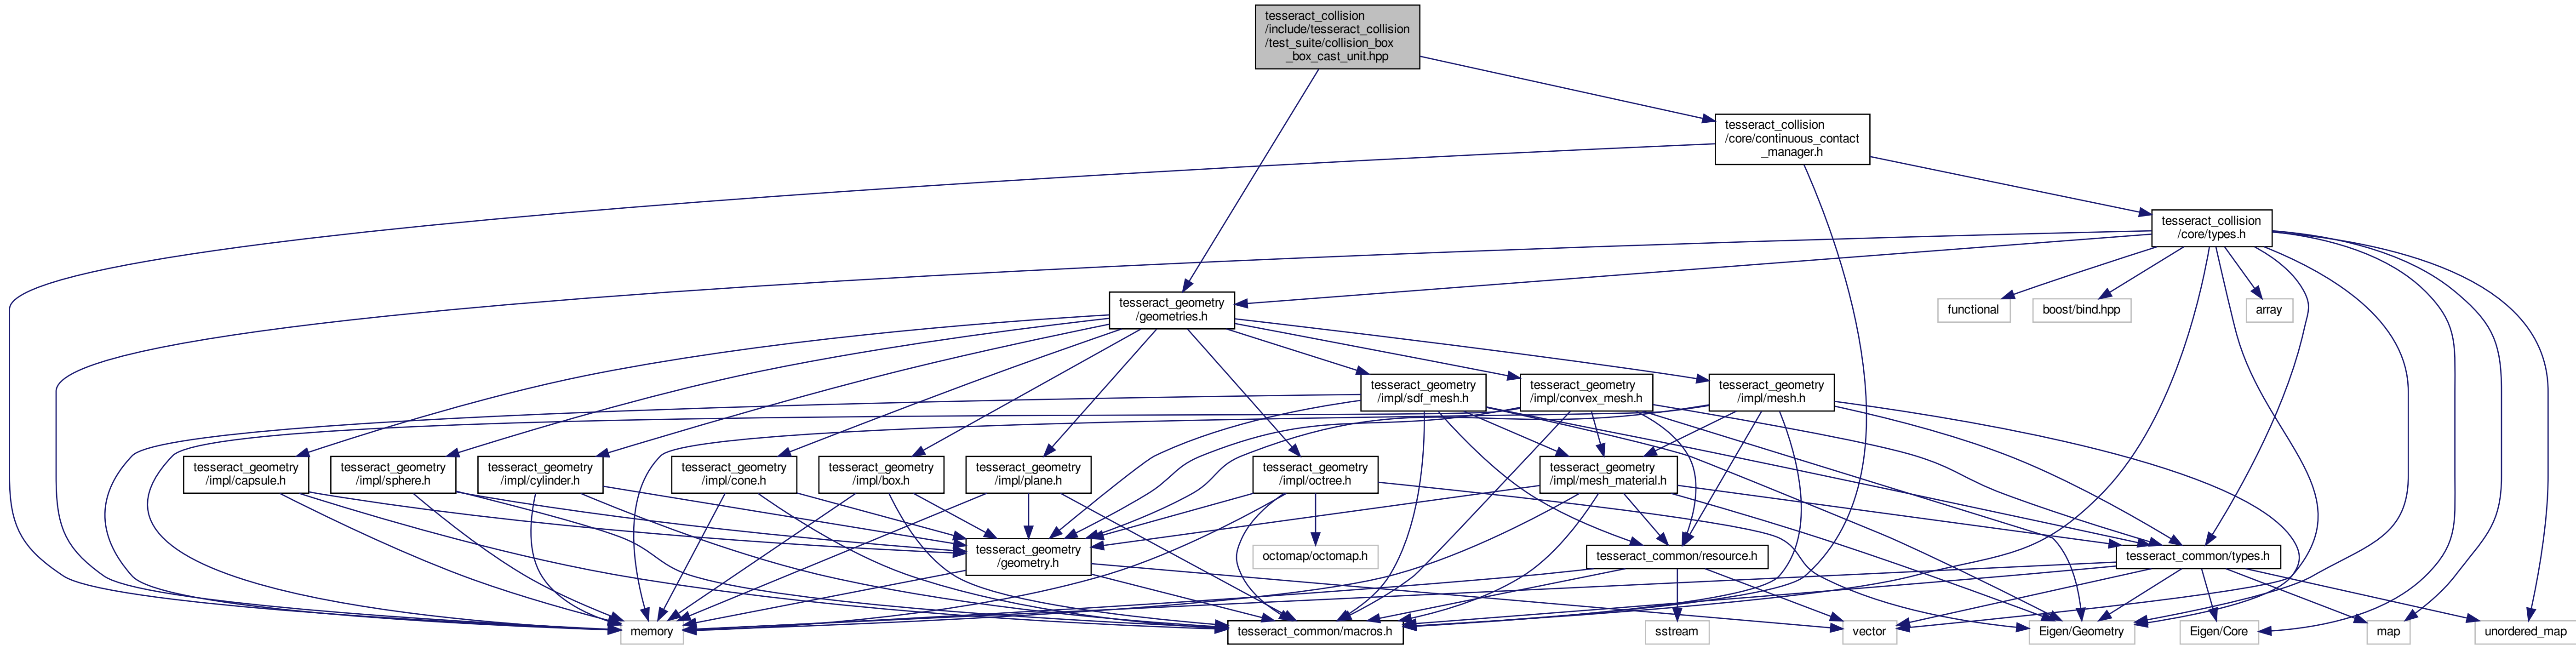 tesseract_collision
/include/tesseract_collision
/test_suite/collision_box
_box_cast_unit.hpp
tesseract_collision
/core/continuous_contact
_manager.h
tesseract_collision
/core/types.h
tesseract_geometry
/geometries.h
functional
boost/bind.hpp
array
tesseract_geometry
/impl/sdf_mesh.h
tesseract_geometry
/impl/convex_mesh.h
tesseract_geometry
/impl/mesh.h
tesseract_geometry
/impl/capsule.h
tesseract_geometry
/impl/sphere.h
tesseract_geometry
/impl/cylinder.h
tesseract_geometry
/impl/cone.h
tesseract_geometry
/impl/box.h
tesseract_geometry
/impl/plane.h
tesseract_geometry
/impl/octree.h
tesseract_geometry
/impl/mesh_material.h
tesseract_geometry
/geometry.h
octomap/octomap.h
tesseract_common/resource.h
tesseract_common/types.h
memory
tesseract_common/macros.h
sstream
vector
Eigen/Geometry
Eigen/Core
map
unordered_map